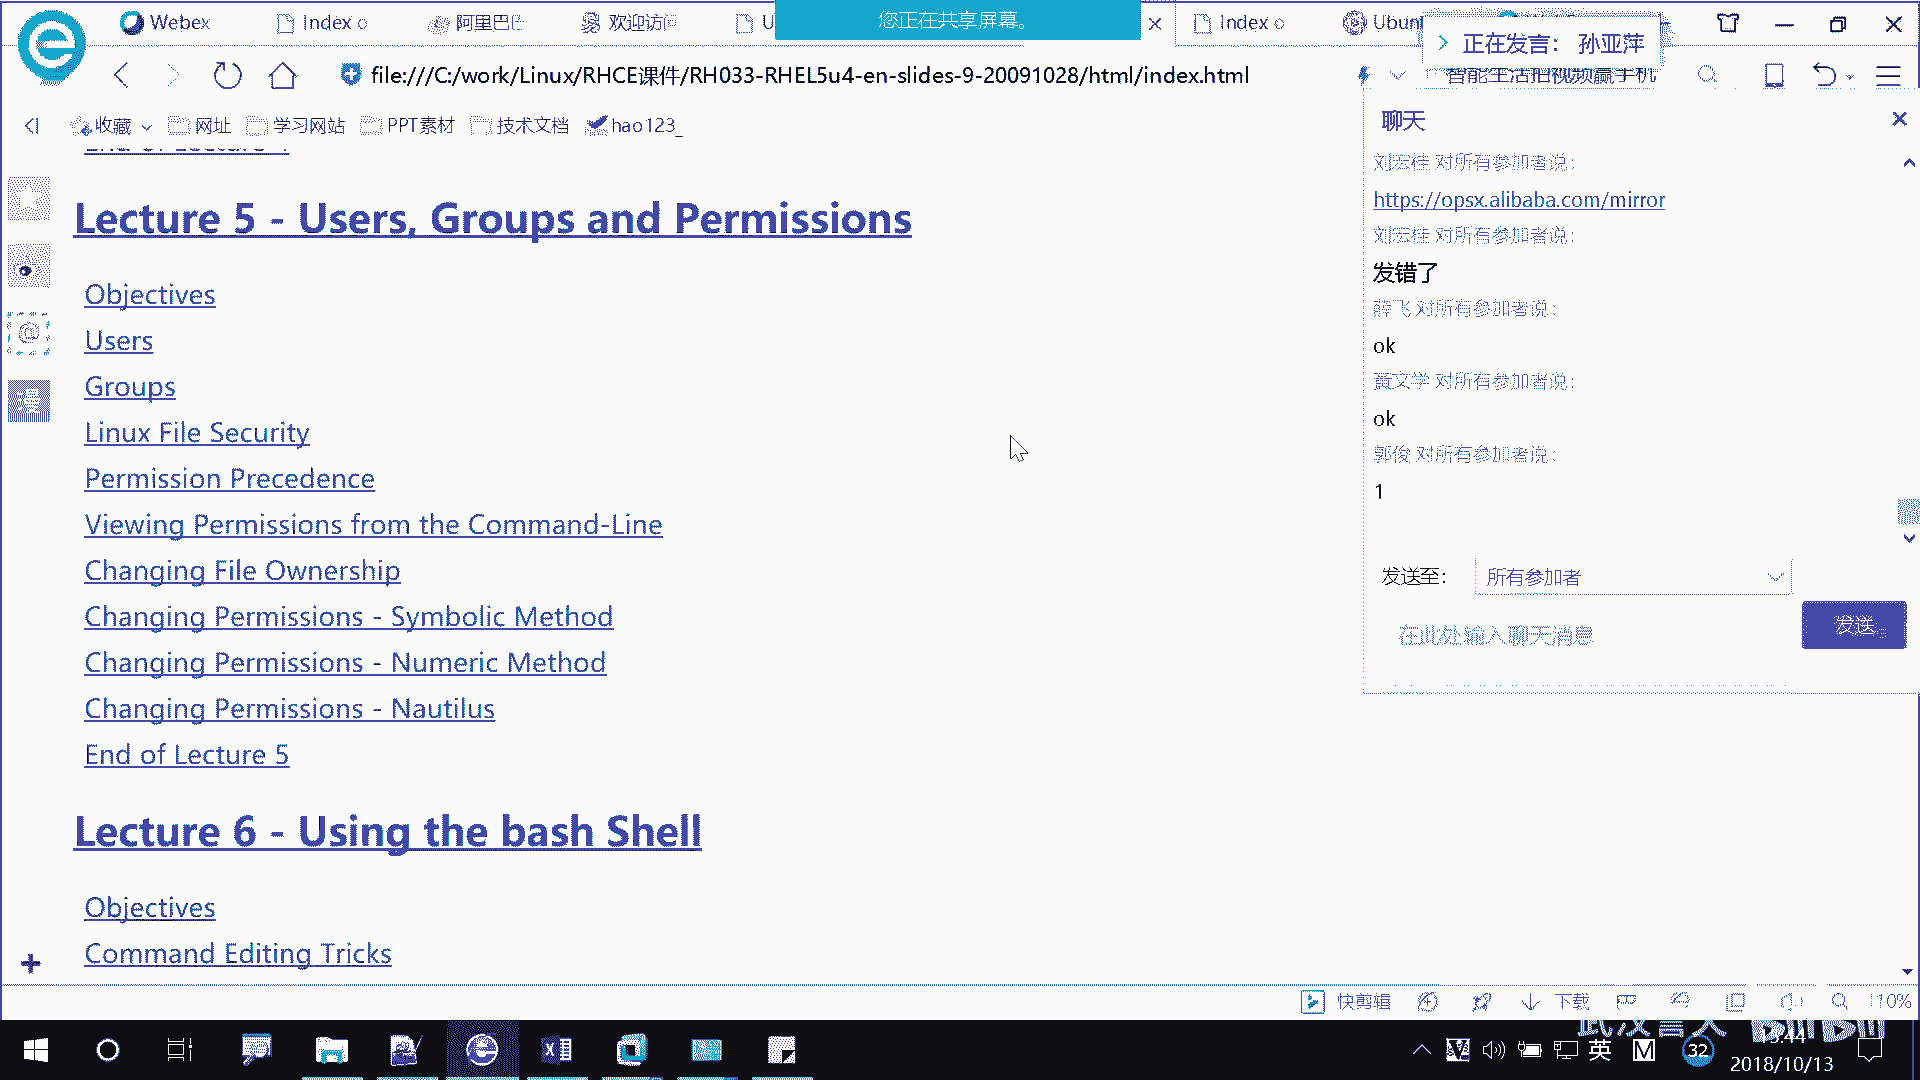 Webex
Index o
阿里巴
欢迎访问
您正在共享屏幕。
Index o
正在发言： 孙亚萍
file:///C:/work/Linux/RHCE课件/RH033-RHEL5u4-en-slides-9-20091028/html/index.html
智能生活拍视频赢手机
收藏
网址
学习网站
PPT素材
技术文档
hao123_
Lecture 5 - Users, Groups and Permissions
Objectives
Users
Groups
Linux File Security
Permission Precedence
Viewing Permissions from the Command-Line
Changing File Ownership
Changing Permissions - Symbolic Method
Changing Permissions - Numeric Method
Changing Permissions - Nautilus
End of Lecture 5
Lecture 6 - Using the bash Shell
Objectives
Command Editing Tricks
聊天
刘宏桂 对所有参加者说：
https://opsx.alibaba.com/mirror
刘宏桂 对所有参加者说：
发错了
薛飞 对所有参加者说：
ok
黄文学 对所有参加者说：
ok
郭俊 对所有参加者说：
1
发送至：
所有参加者
在此处输入聊天消息
发送
快剪辑
下载
110%
英
M
32
2018/10/13